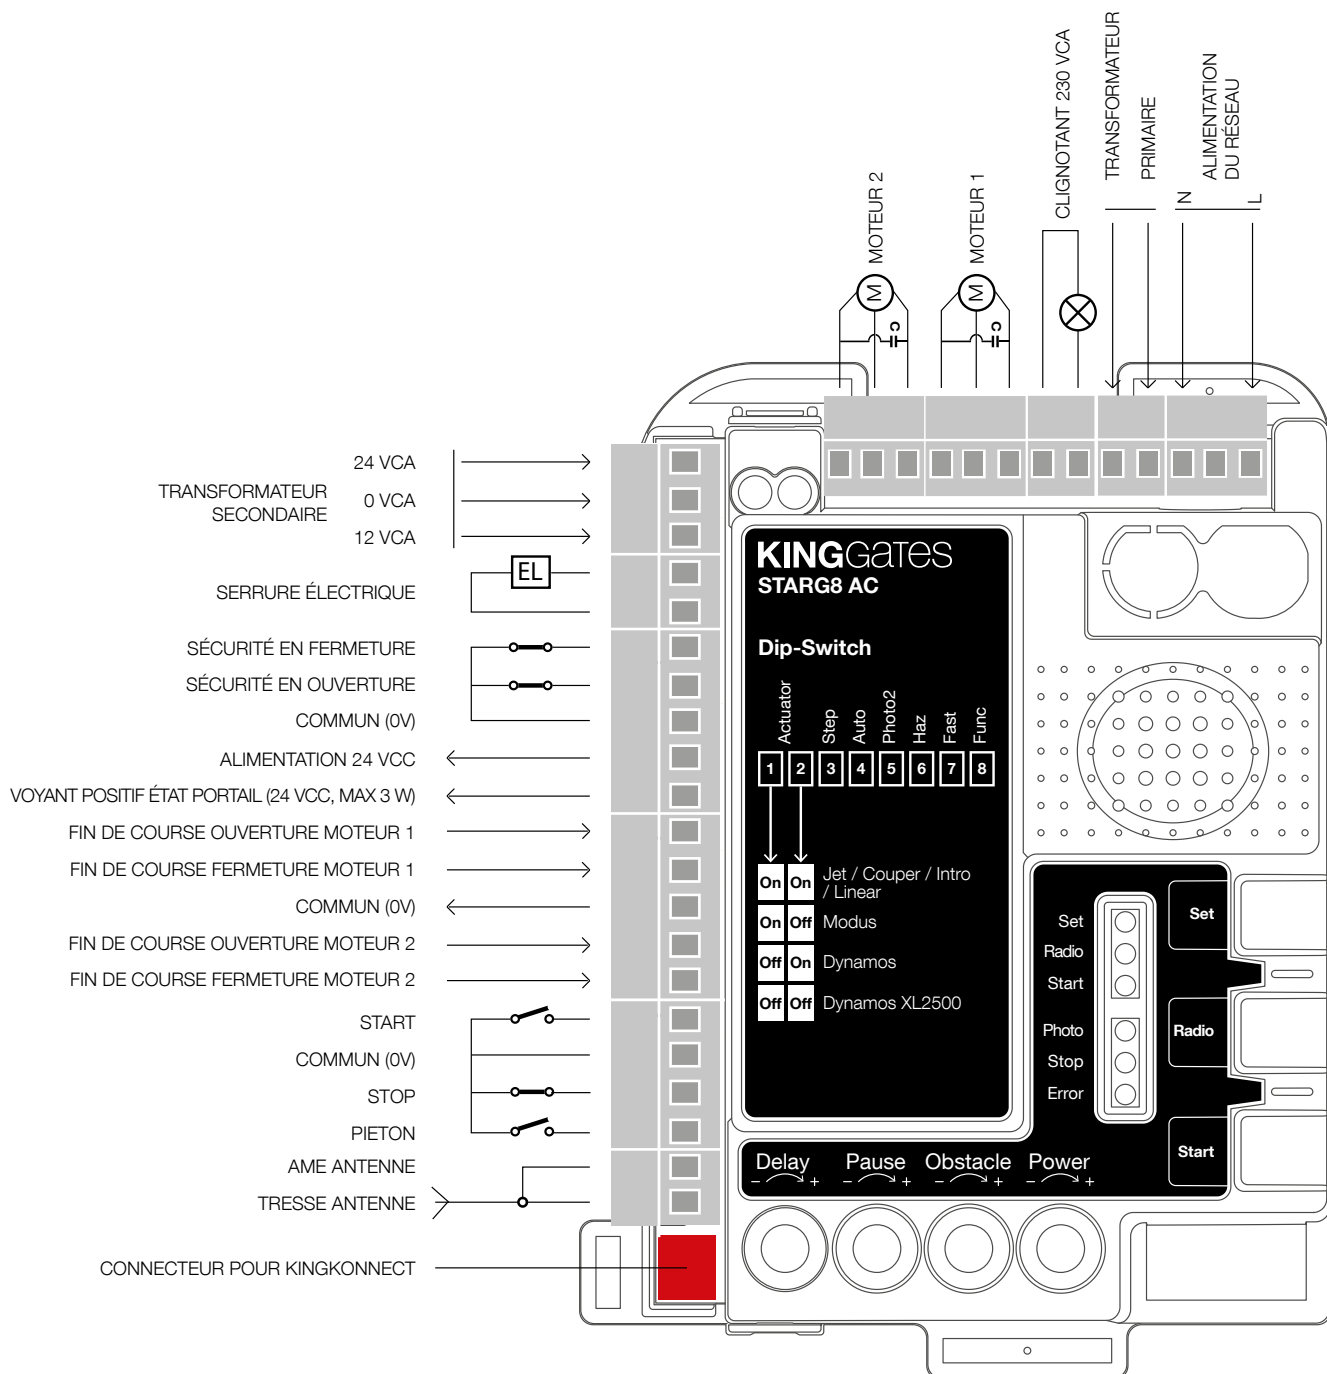 MOTEUR 2
MOTEUR 1
CLIGNOTANT 230 VCA
TRANSFORMATEUR
PRIMAIRE
ALIMENTATION
DU RÉSEAU
N
L
M
M
C
C
24 VCA
TRANSFORMATEUR
SECONDAIRE
0 VCA
12 VCA
EL
SERRURE ÉLECTRIQUE
SÉCURITÉ EN FERMETURE
SÉCURITÉ EN OUVERTURE
COMMUN (0V)
ALIMENTATION 24 VCC
VOYANT POSITIF ÉTAT PORTAIL (24 VCC, MAX 3 W)
FIN DE COURSE OUVERTURE MOTEUR 1
FIN DE COURSE FERMETURE MOTEUR 1
COMMUN (0V)
FIN DE COURSE OUVERTURE MOTEUR 2
FIN DE COURSE FERMETURE MOTEUR 2
START
COMMUN (0V)
STOP
PIETON
AME ANTENNE
TRESSE ANTENNE
CONNECTEUR POUR KINGKONNECT
KINGGATES
STARG8 AC
Dip-Switch
Actuator
Step
Auto
Photo2
Haz
Fast
Func
1 2 3 4 5 6 7 8
On On Jet / Couper / Intro
/ Linear
On Off Modus
Off On Dynamos
Off Off Dynamos XL2500
Set
Radio
Start
Photo
Stop
Error
Set
Radio
Start
Delay Pause Obstacle Power
- + - + - + - +